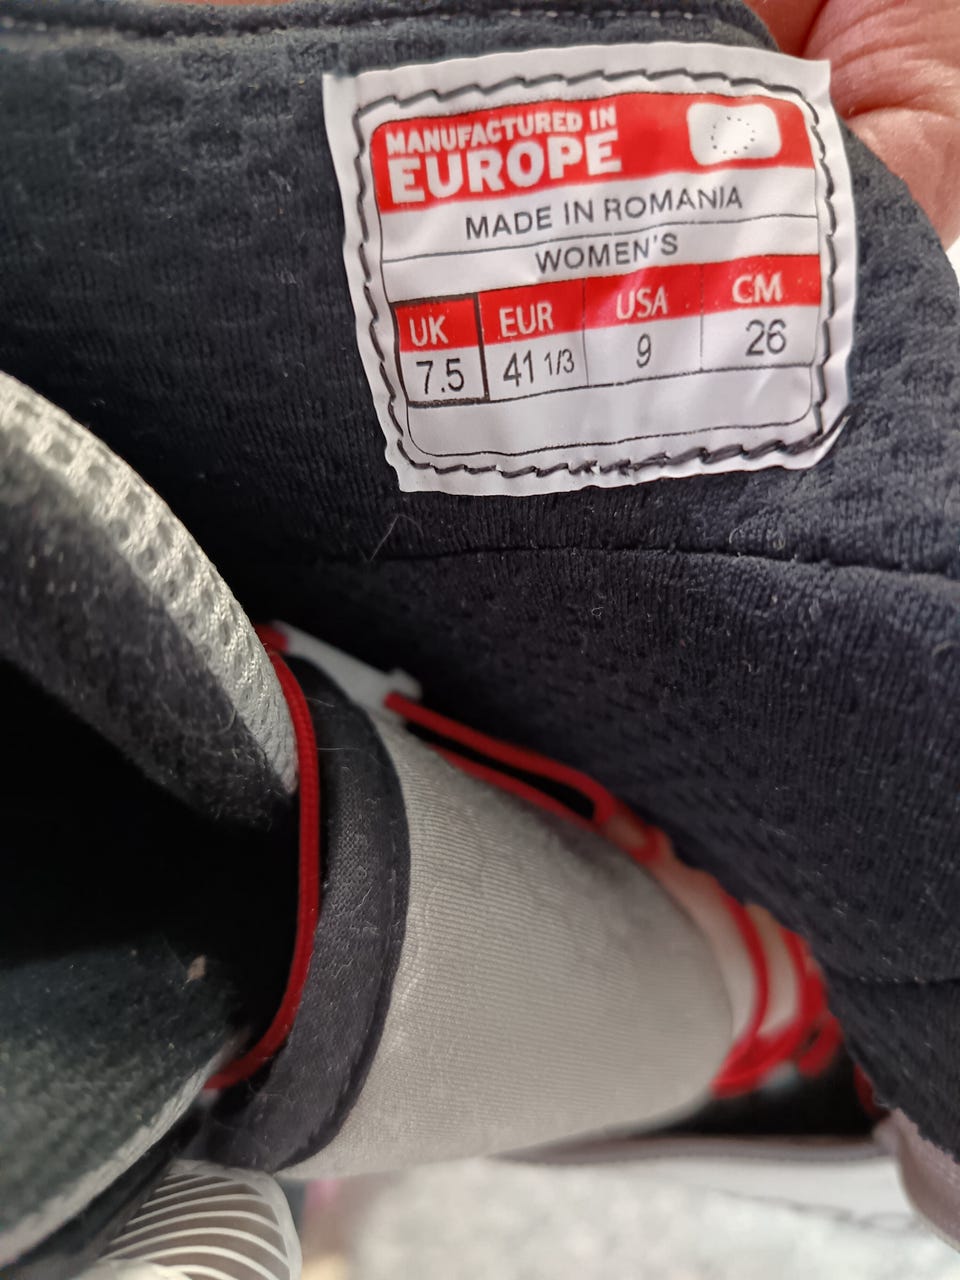 MANUFACTURED IN
EUROPE
MADE IN ROMANIA
WOMEN'S
UK EUR USA CM
7.5 41 1/3 9 26